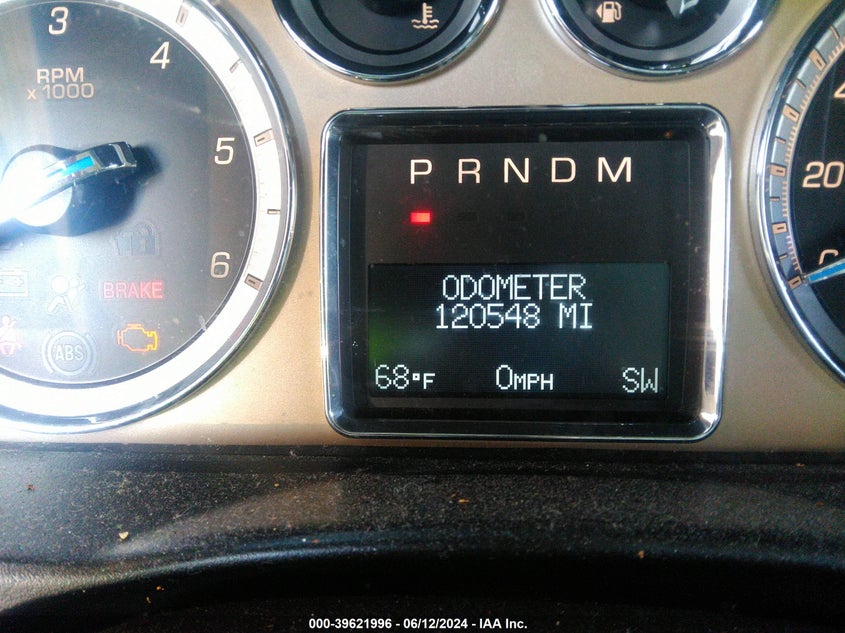 3
4
5
6
RPM
x1000
BRAKE
ABS
P R N D M
ODOMETER
120548 MI
68°F 0MPH SW
20
000-39621996 - 06/12/2024 - IAA Inc.